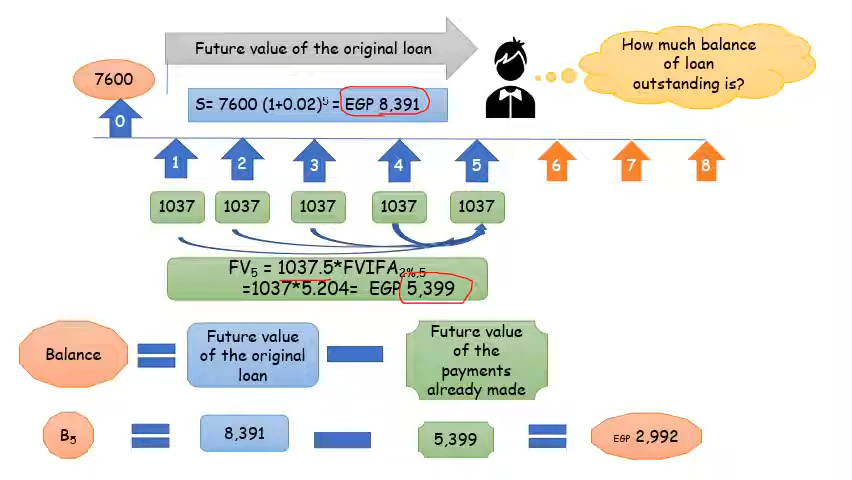 Future value of the original loan
How much balance
of loan
outstanding is?
7600
S= 7600 (1+0.02)⁵ = EGP 8,391
0
1 2 3 4 5 6 7 8
1037 1037 1037 1037 1037
FV₅ = 1037.5*FVIFA₂%,₅
=1037*5.204= EGP 5,399
Balance
Future value
of the original
loan
Future value
of the
payments
already made
B₅
8,391
5,399
EGP 2,992